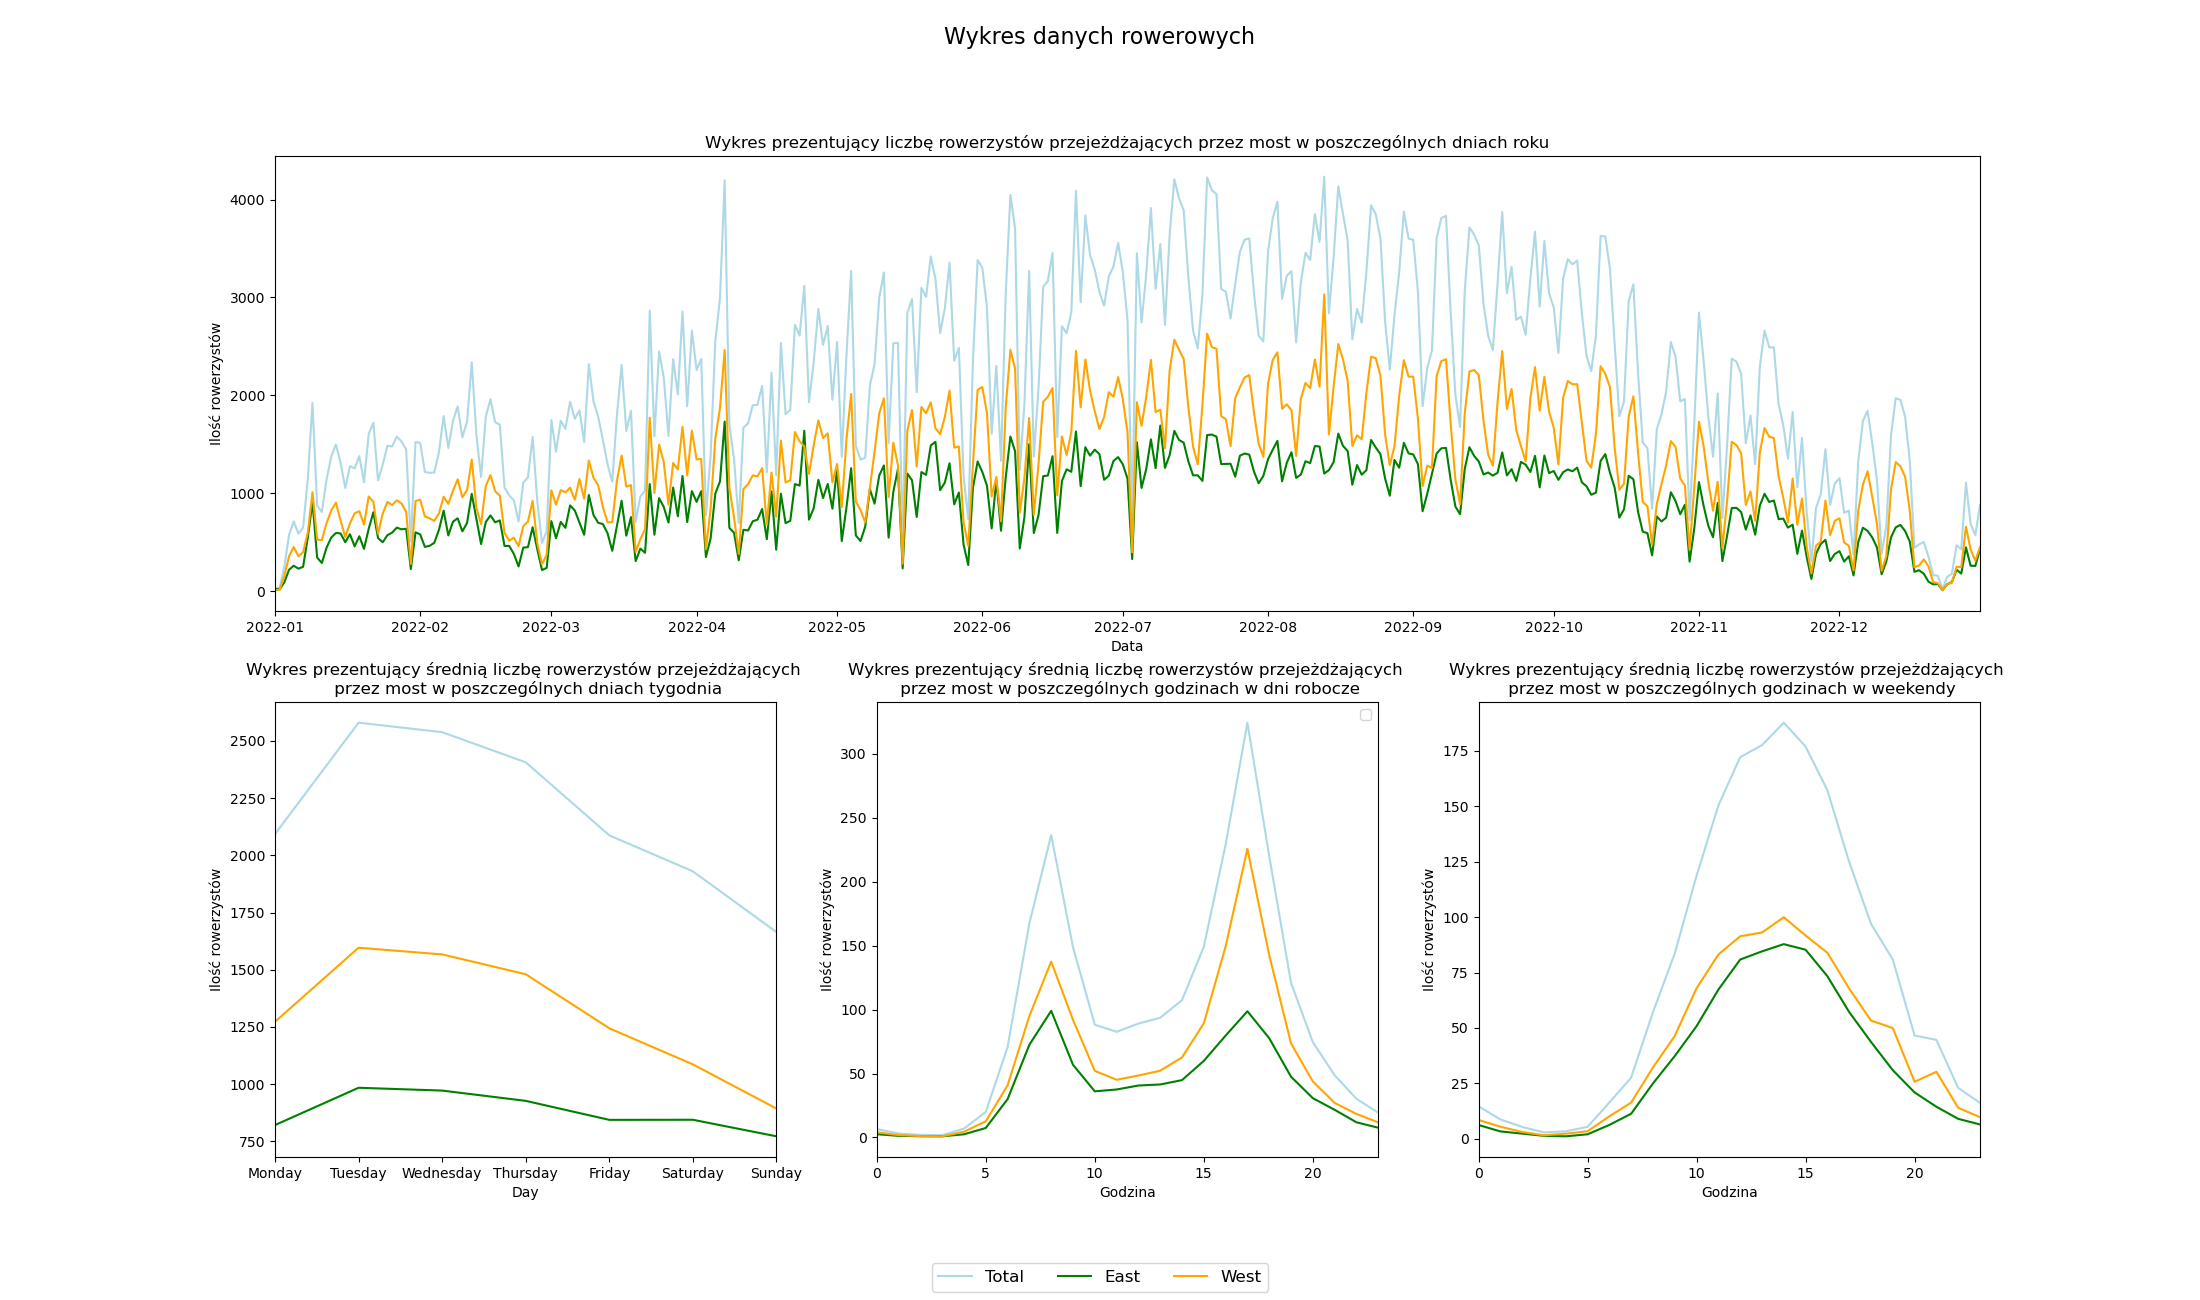 Wykres danych rowerowych
Wykres prezentujący liczbę rowerzystów przejeżdżających przez most w poszczególnych dniach roku
Ilość rowerzystów
4000
3000
2000
1000
0
2022-01 2022-02 2022-03 2022-04 2022-05 2022-06 2022-07 2022-08 2022-09 2022-10 2022-11 2022-12
Data
Wykres prezentujący średnią liczbę rowerzystów przejeżdżających
przez most w poszczególnych dniach tygodnia
Ilość rowerzystów
2500
2250
2000
1750
1500
1250
1000
750
Monday Tuesday Wednesday Thursday Friday Saturday Sunday
Day
Wykres prezentujący średnią liczbę rowerzystów przejeżdżających
przez most w poszczególnych godzinach w dni robocze
Ilość rowerzystów
300
250
200
150
100
50
0
0 5 10 15 20
Godzina
Wykres prezentujący średnią liczbę rowerzystów przejeżdżających
przez most w poszczególnych godzinach w weekendy
Ilość rowerzystów
175
150
125
100
75
50
25
0
0 5 10 15 20
Godzina
Total East West